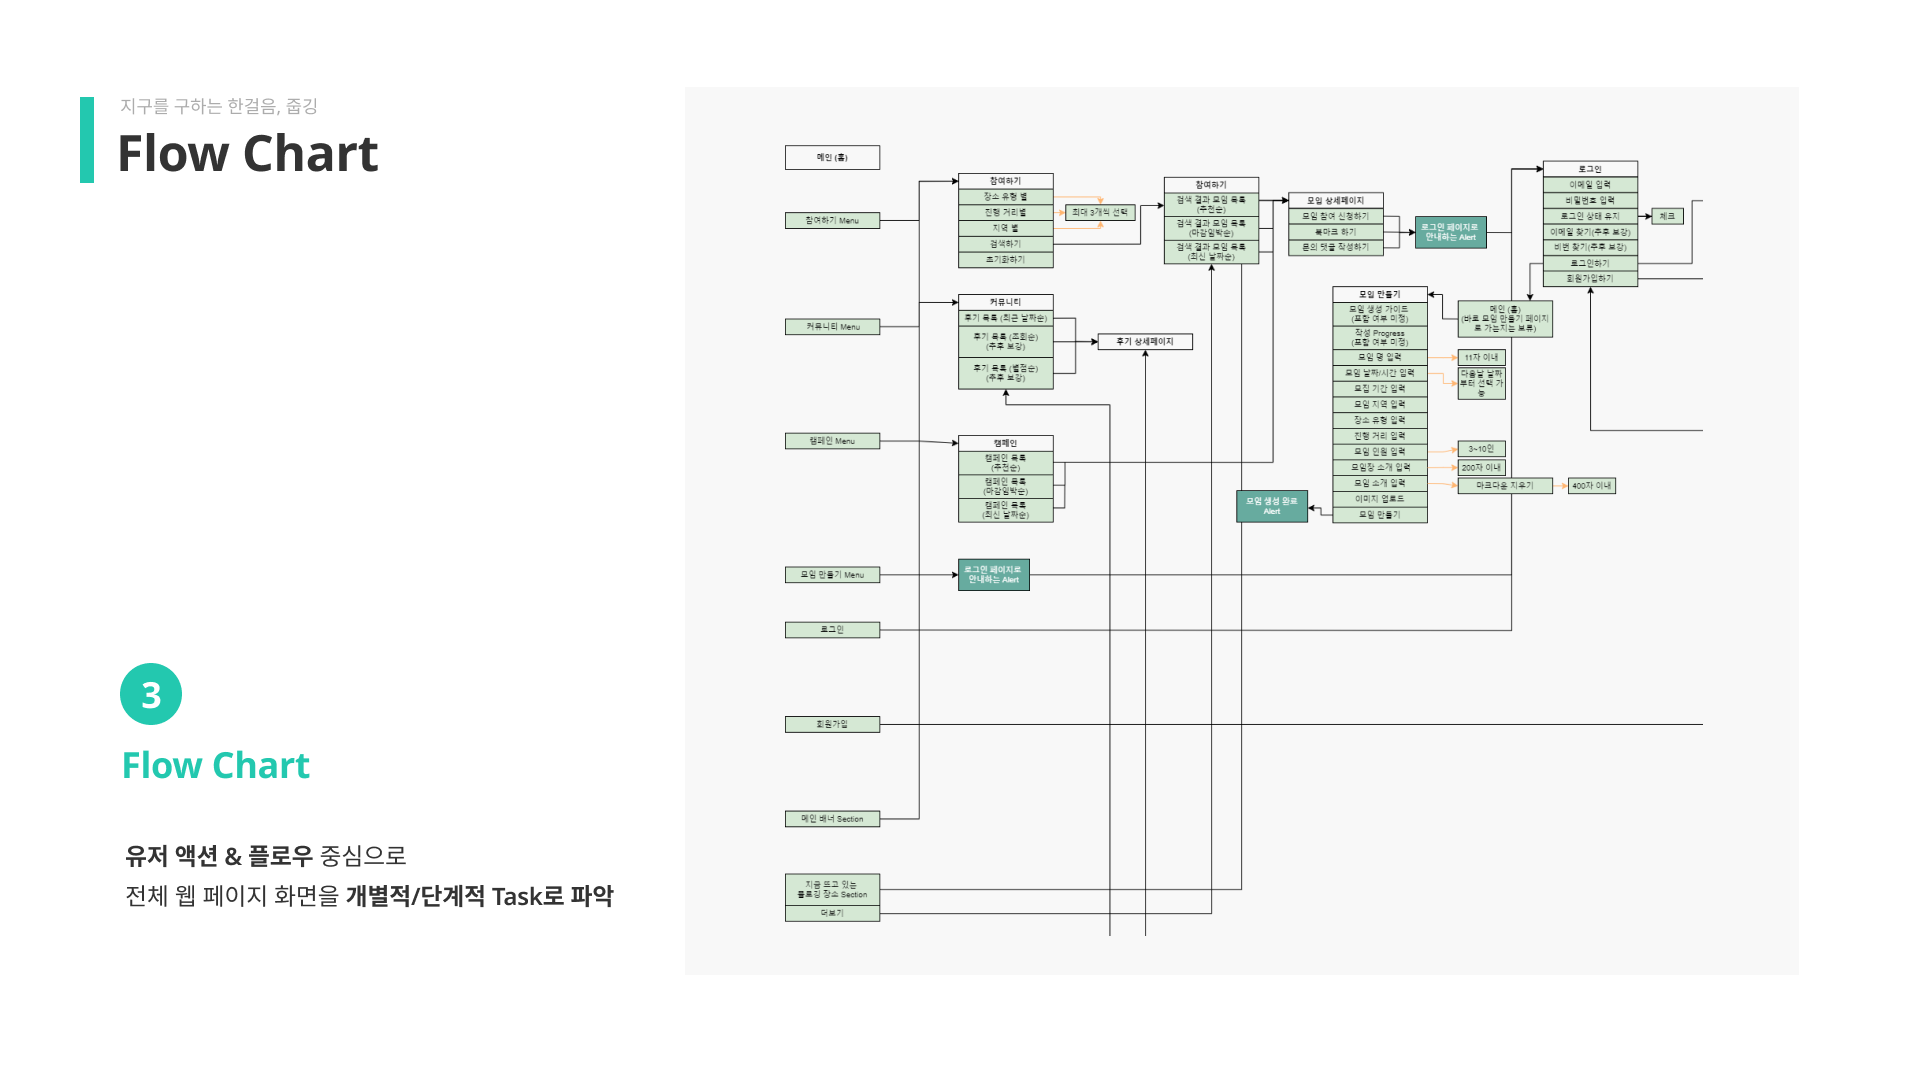 지구를 구하는 한걸음, 줍깅
Flow Chart
3
Flow Chart
유저 액션 & 플로우 중심으로
전체 웹 페이지 화면을 개별적/단계적 Task로 파악
메인 (홈)
참여하기 Menu
커뮤니티 Menu
캠페인 Menu
모임 만들기 Menu
로그인
회원가입
메인 배너 Section
지금 뜨고 있는
플로깅 장소 Section
더보기
참여하기
장소 유형 별
진행 거리별
지역 별
검색하기
초기화하기
최대 3개씩 선택
커뮤니티
후기 목록 (최근 날짜순)
후기 목록 (조회순)
(추후 보강)
후기 목록 (별점순)
(추후 보강)
후기 상세페이지
캠페인
캠페인 목록
(추천순)
캠페인 목록
(마감임박순)
캠페인 목록
(최신 날짜순)
로그인 페이지로
안내하는 Alert
참여하기
검색 결과 모임 목록
(추천순)
검색 결과 모임 목록
(마감임박순)
검색 결과 모임 목록
(최신 날짜순)
모임 상세페이지
모임 참여 신청하기
북마크 하기
문의 댓글 작성하기
로그인 페이지로
안내하는 Alert
모임 만들기
모임 생성 가이드
(포함 여부 미정)
작성 Progress
(포함 여부 미정)
모임 명 입력
모임 날짜/시간 입력
모집 기간 입력
모임 지역 입력
장소 유형 입력
진행 거리 입력
모임 인원 입력
모임장 소개 입력
모임 소개 입력
이미지 업로드
모임 만들기
11자 이내
다음날 날짜
부터 선택 가
능
3~10인
200자 이내
마크다운 지우기
400자 이내
모임 생성 완료
Alert
로그인
이메일 입력
비밀번호 입력
로그인 상태 유지
이메일 찾기(추후 보강)
비번 찾기(추후 보강)
로그인하기
회원가입하기
체크
메인 (홈)
(바로 모임 만들기 페이지
로 가는지는 보류)